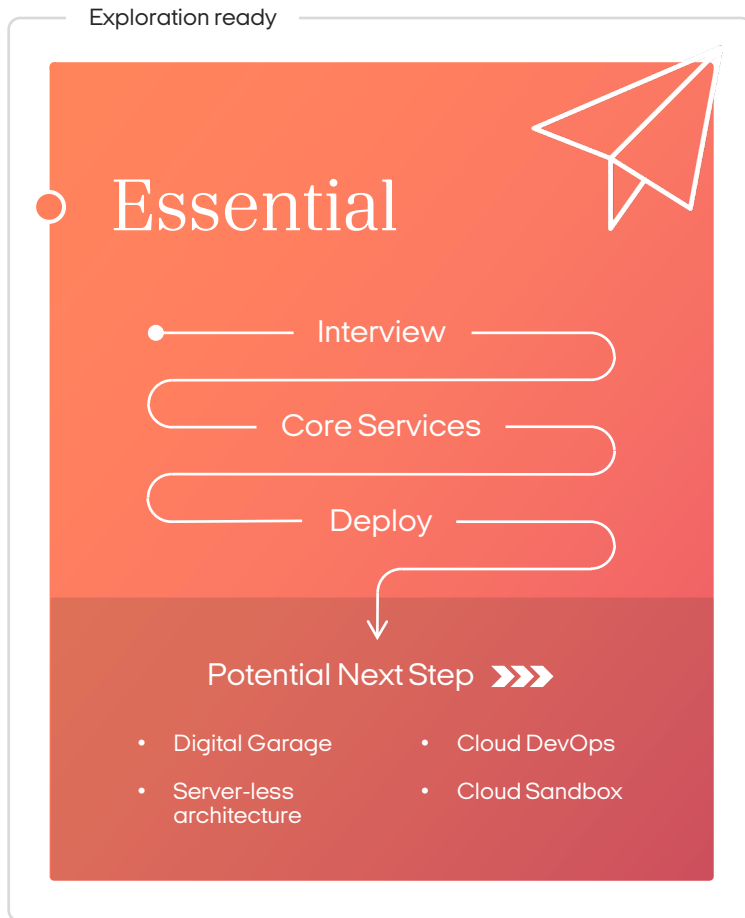 Exploration ready
Essential
Interview
Core Services
Deploy
Potential Next Step
• Digital Garage
• Server-less
architecture
• Cloud DevOps
• Cloud Sandbox